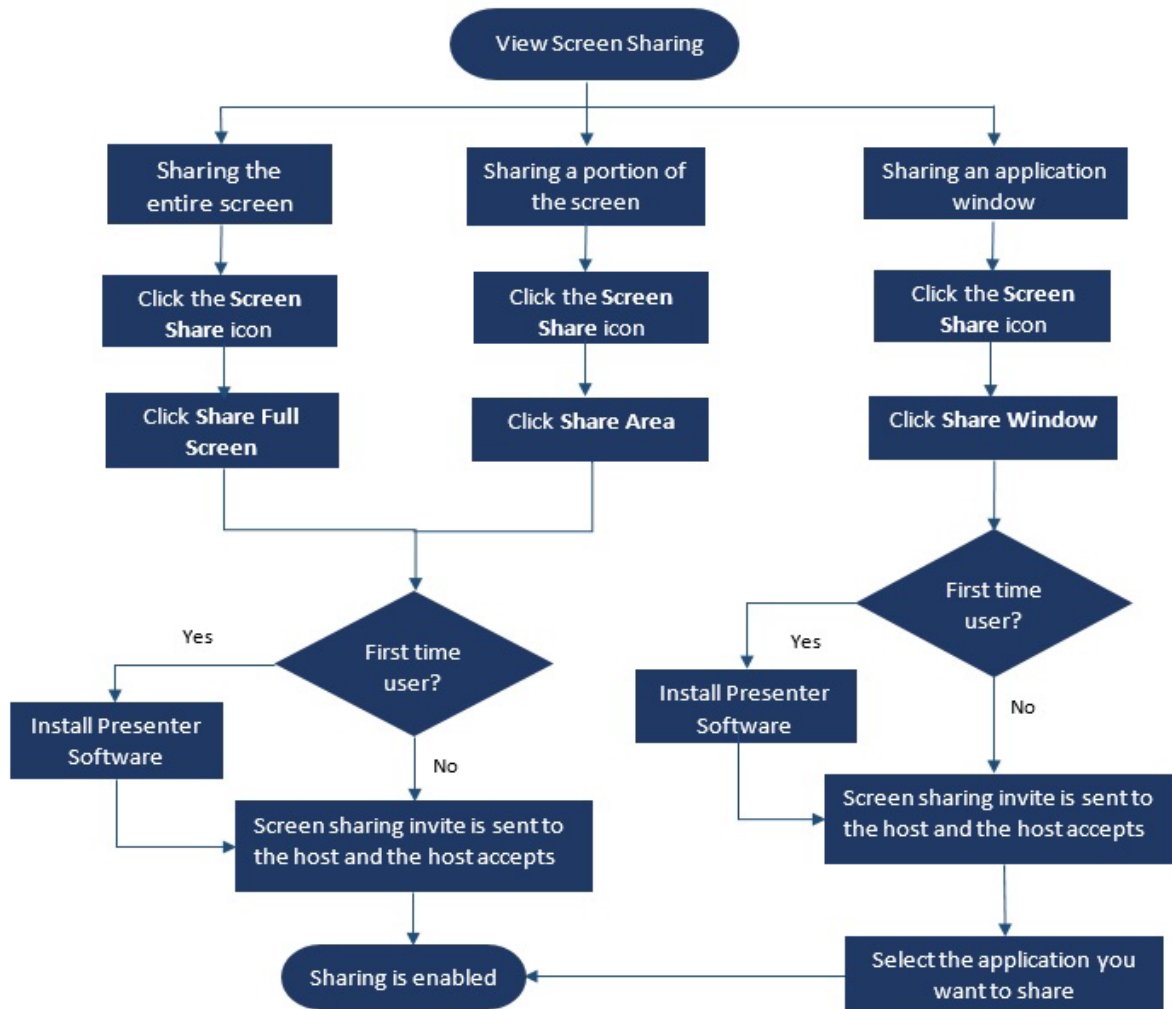 View Screen Sharing
Sharing the
entire screen
Sharing a portion of
the screen
Sharing an application
window
Click the Screen
Share icon
Click the Screen
Share icon
Click the Screen
Share icon
Click Share Full
Screen
Click Share Area
Click Share Window
First time
user?
Yes
No
Install Presenter
Software
Screen sharing invite is sent to
the host and the host accepts
First time
user?
Yes
No
Install Presenter
Software
Screen sharing invite is sent to
the host and the host accepts
Select the application you
want to share
Sharing is enabled